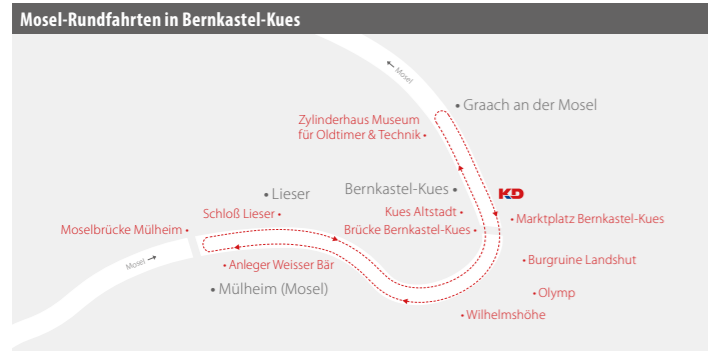 Mosel-Rundfahrten in Bernkastel-Kues
← Mosel
• Graach an der Mosel
Zylinderhaus Museum
für Oldtimer & Technik •
Bernkastel-Kues •
KD
• Lieser
Schloß Lieser •
Kues Altstadt •
• Marktplatz Bernkastel-Kues
Moselbrücke Mülheim •
Brücke Bernkastel-Kues •
Mosel →
• Anleger Weisser Bär
• Burgruine Landshut
• Mülheim (Mosel)
• Olymp
• Wilhelmshöhe